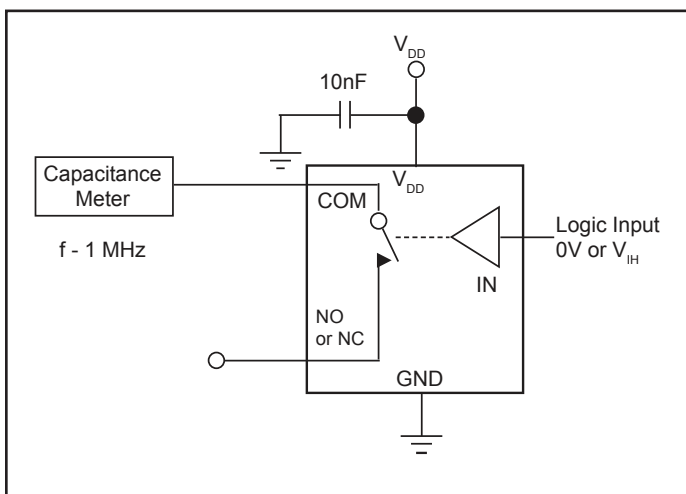 V_DD
10nF
Capacitance
Meter
f - 1 MHz
V_DD
COM
Logic Input
0V or V_IH
IN
NO
or NC
GND